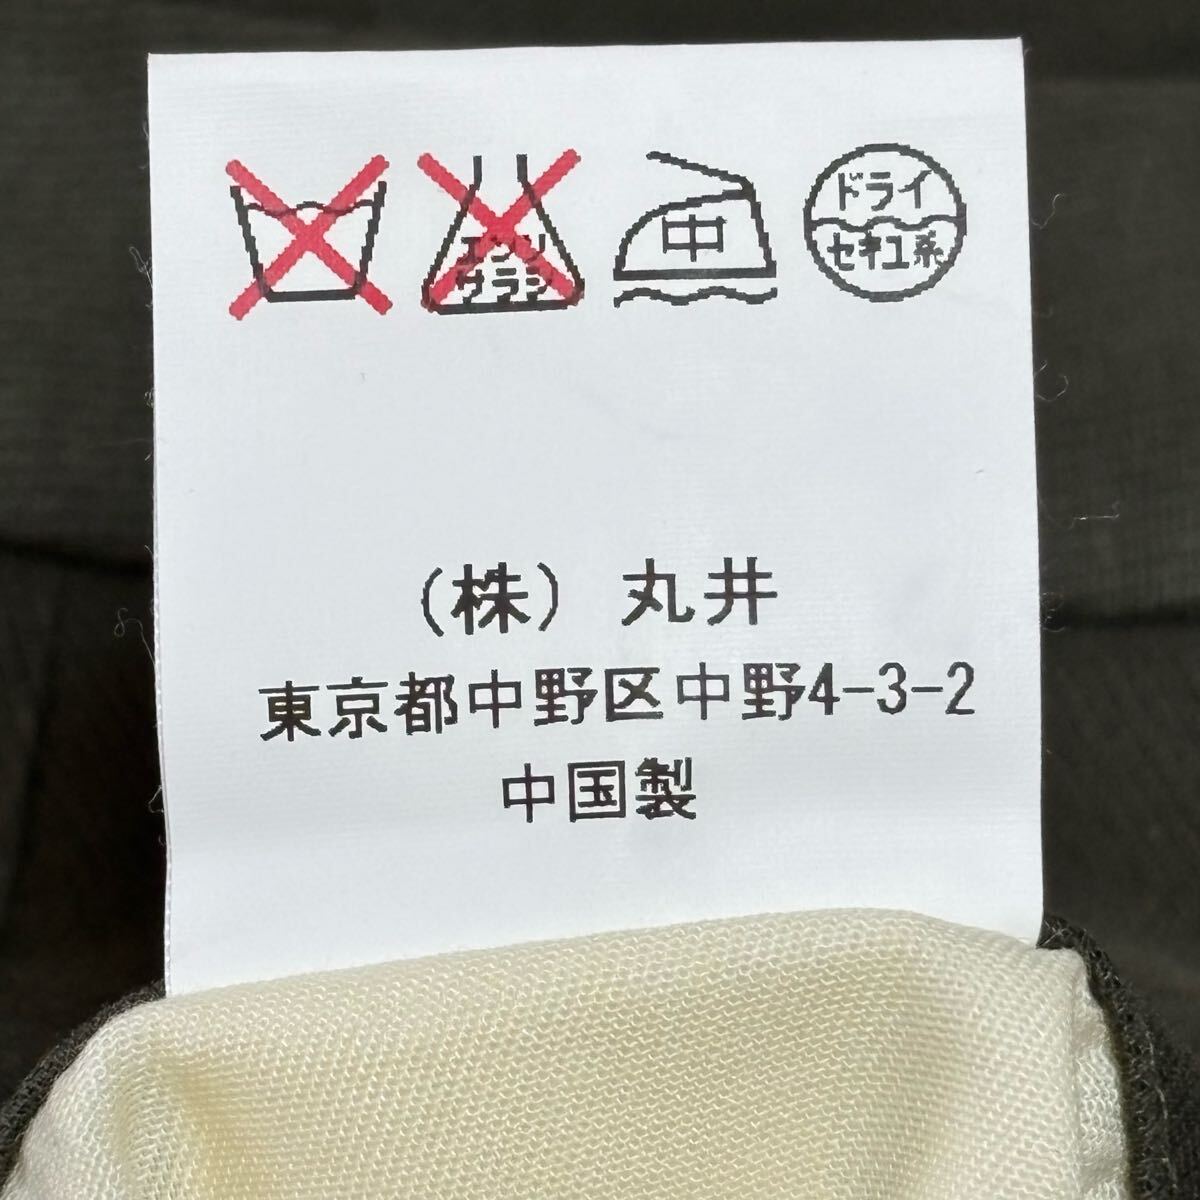 エンソ
サラシ
中
ドライ
セキユ系
(株) 丸井
東京都中野区中野4-3-2
中国製